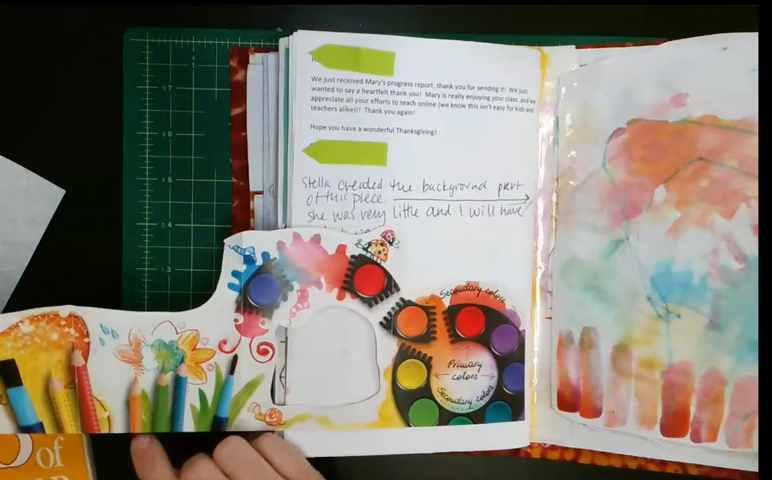 We just received Mary's progress report, thank you for sending it! We just
wanted to say a heartfelt thank you! Mary is really enjoying your class, and we
appreciate all your efforts to teach online (we know this isn't easy for kids and
teachers alike)!! Thank you again!
Hope you have a wonderful Thanksgiving!
Stella created the background part
of this piece.
she was very little and I will have
Secondary colors
Primary
colors
Secondary colors
of